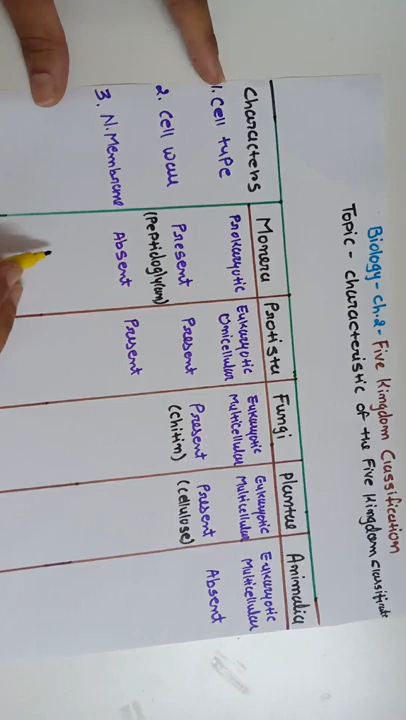 Biology - Ch.2 - Five Kingdom Classification
Topic - Characteristic of the Five Kingdom Classificate
Characters Monera Protista Fungi Plantae Animalia
1. Cell type Prokaryotic Eukaryotic Unicellular Eukaryotic Multicellular Eukaryotic Multicellular Eukaryotic Multicellular
2. Cell wall Present (Peptidoglycan) Present Present (Chitin) Present (cellulose) Absent
3. N. Membrane Absent Present